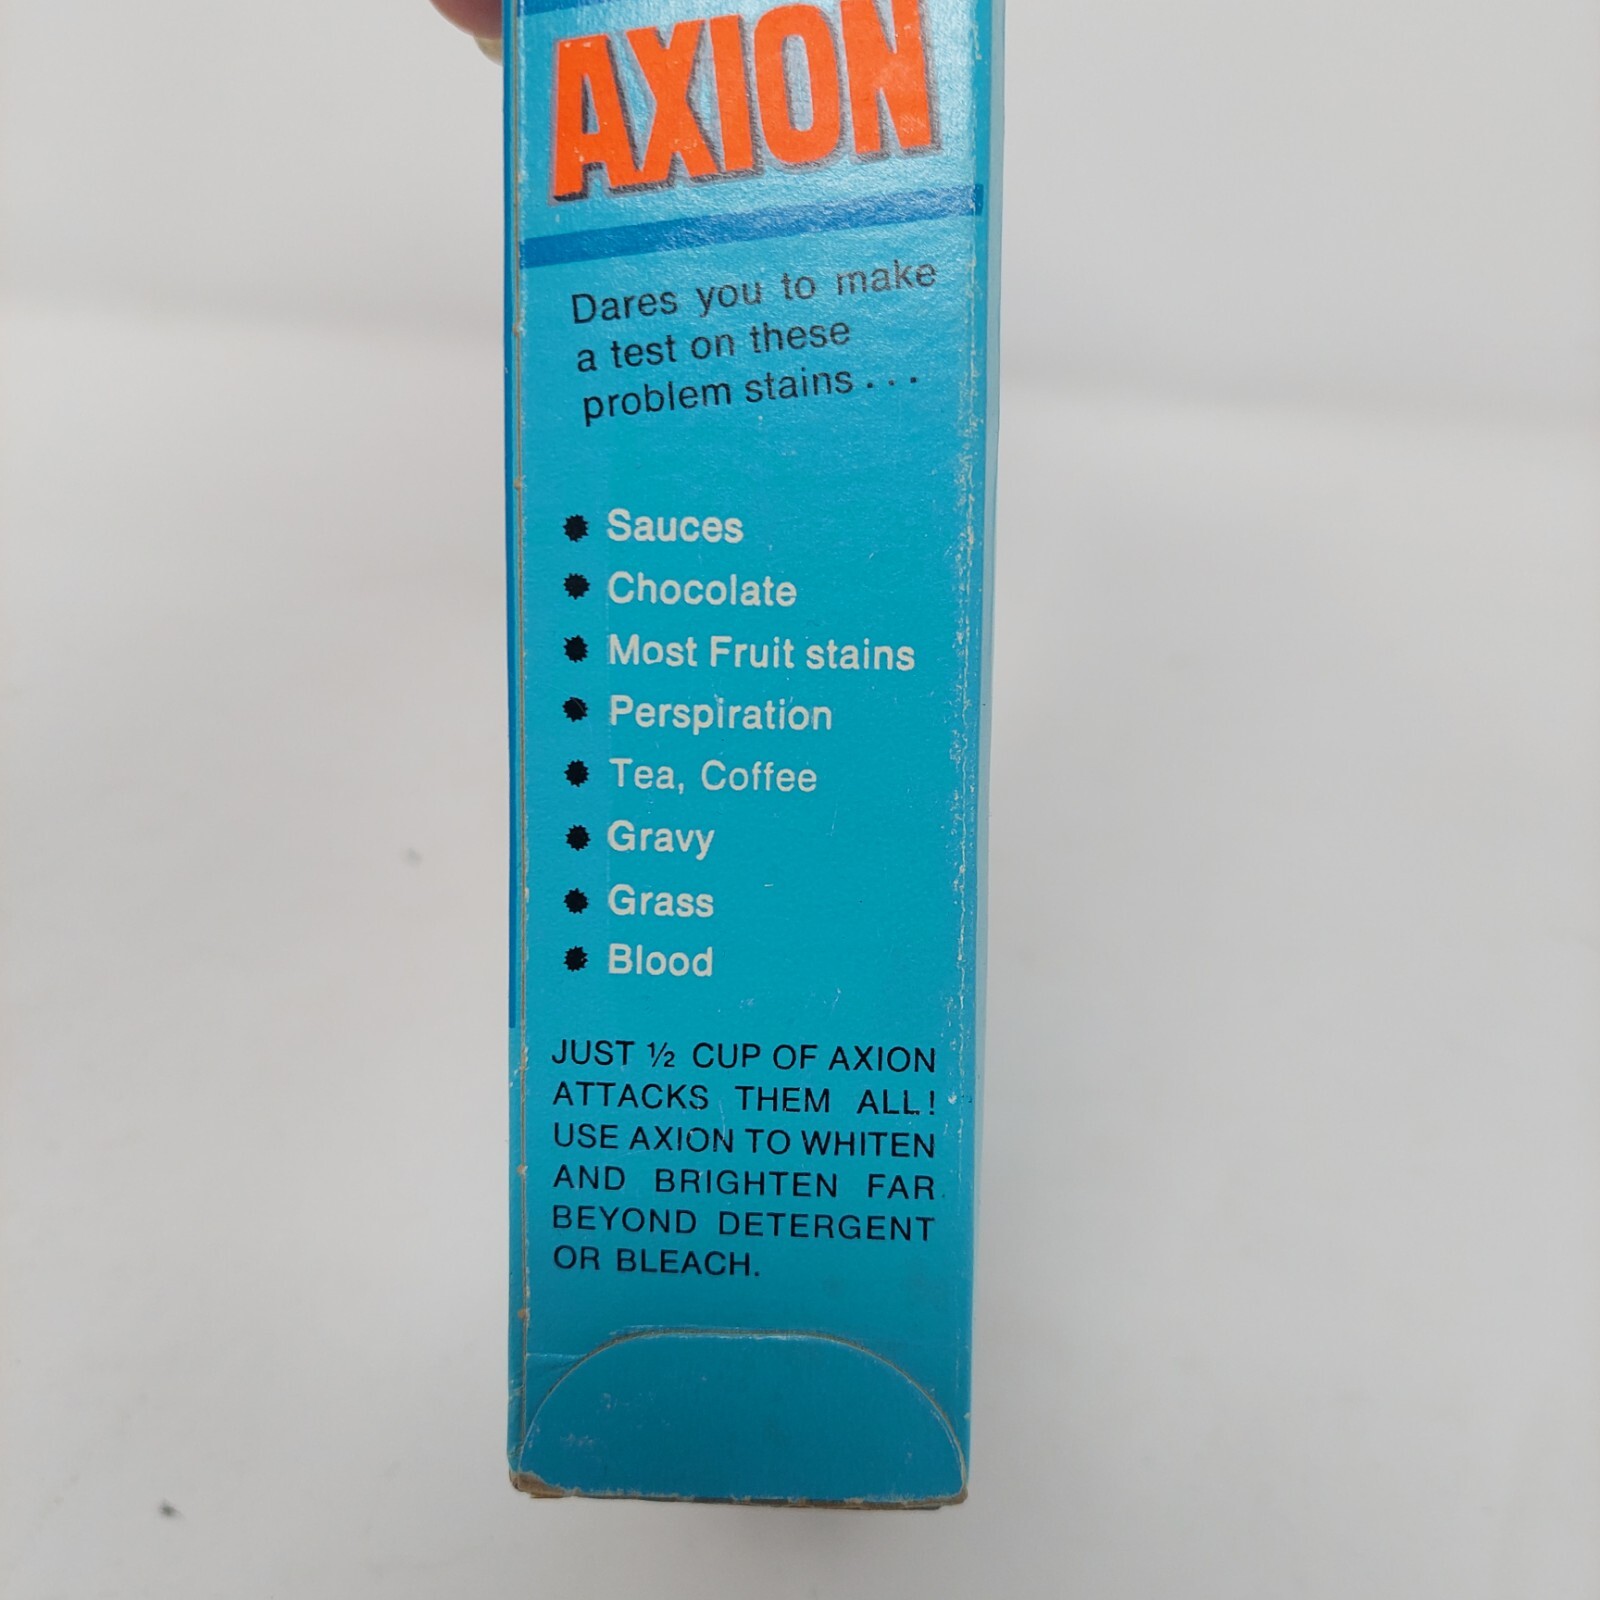 AXION
Dares you to make
a test on these
problem stains...
Sauces
Chocolate
Most Fruit stains
Perspiration
Tea, Coffee
Gravy
Grass
Blood
JUST ½ CUP OF AXION
ATTACKS THEM ALL!
USE AXION TO WHITEN
AND BRIGHTEN FAR
BEYOND DETERGENT
OR BLEACH.